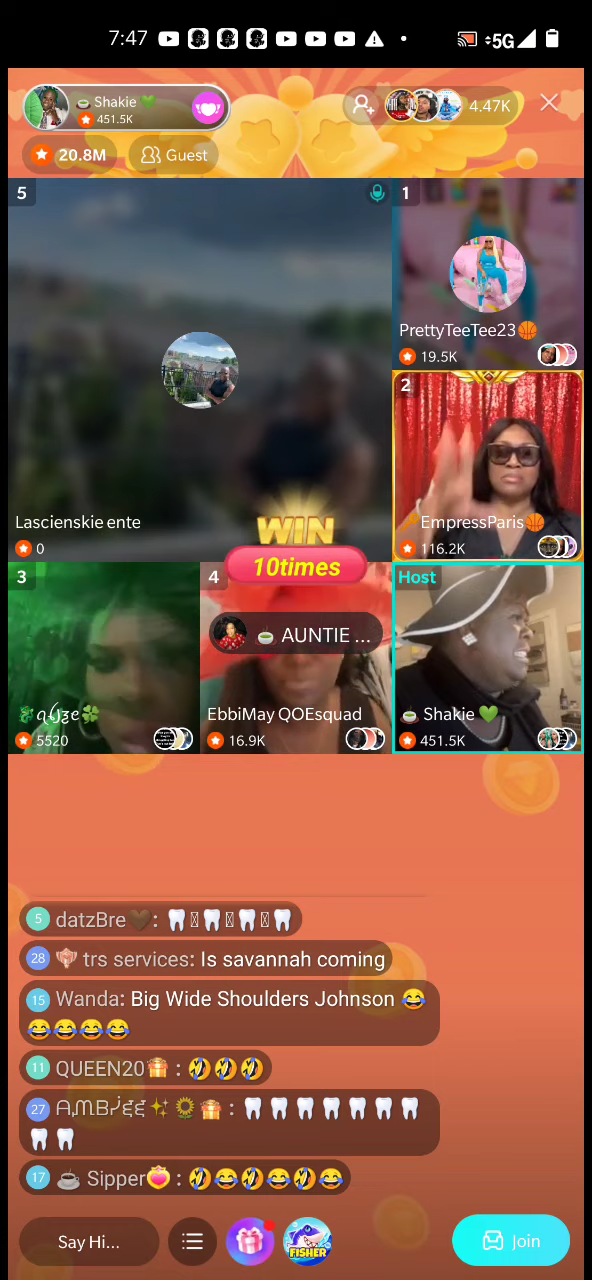 7:47
5G
☕ Shakie 💚
451.5K
4.47K
20.8M
Guest
5
1
PrettyTeeTee23🏀
19.5K
2
EmpressParis🏀
116.2K
Lascienskie ente
0
WIN
10times
3
5520
4
☕ AUNTIE ...
EbbiMay QOEsquad
16.9K
Host
☕ Shakie 💚
451.5K
5 datzBre🤎: 🦷▯🦷▯🦷▯🦷
28 trs services: Is savannah coming
15 Wanda: Big Wide Shoulders Johnson 😂
😂😂😂😂
11 QUEEN20 : 🤣🤣🤣
27 ✨🌻 : 🦷🦷🦷🦷🦷🦷🦷
🦷🦷
17 ☕ Sipper🍑 : 🤣😂🤣😂🤣😂
Say Hi...
FISHER
Join